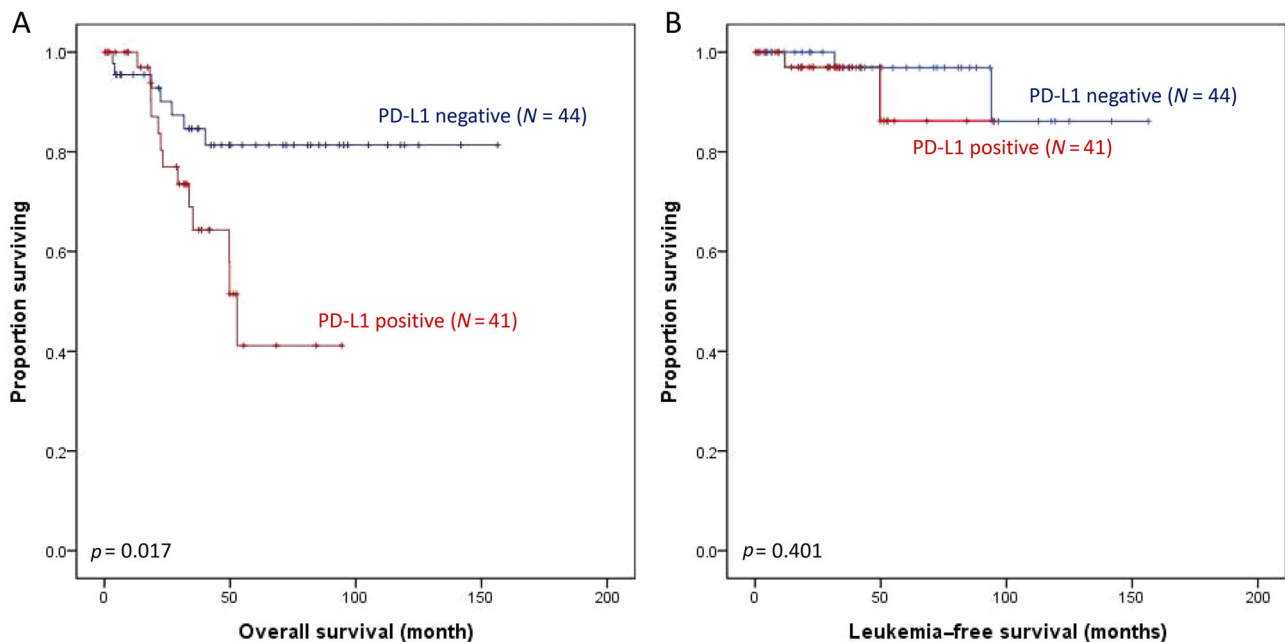 A
1.0
0.8
0.6
0.4
0.2
0.0
Proportion surviving
PD-L1 negative (N = 44)
PD-L1 positive (N = 41)
p = 0.017
0 50 100 150 200
Overall survival (month)
B
1.0
0.8
0.6
0.4
0.2
0.0
Proportion surviving
PD-L1 negative (N = 44)
PD-L1 positive (N = 41)
p = 0.401
0 50 100 150 200
Leukemia–free survival (months)